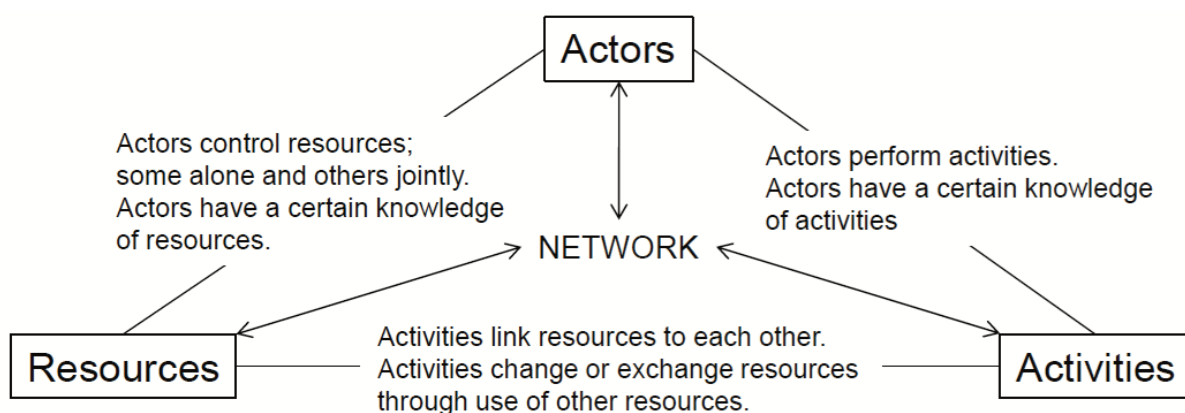 Actors
Actors control resources;
some alone and others jointly.
Actors have a certain knowledge
of resources.
Actors perform activities.
Actors have a certain knowledge
of activities
NETWORK
Resources
Activities link resources to each other.
Activities change or exchange resources
through use of other resources.
Activities